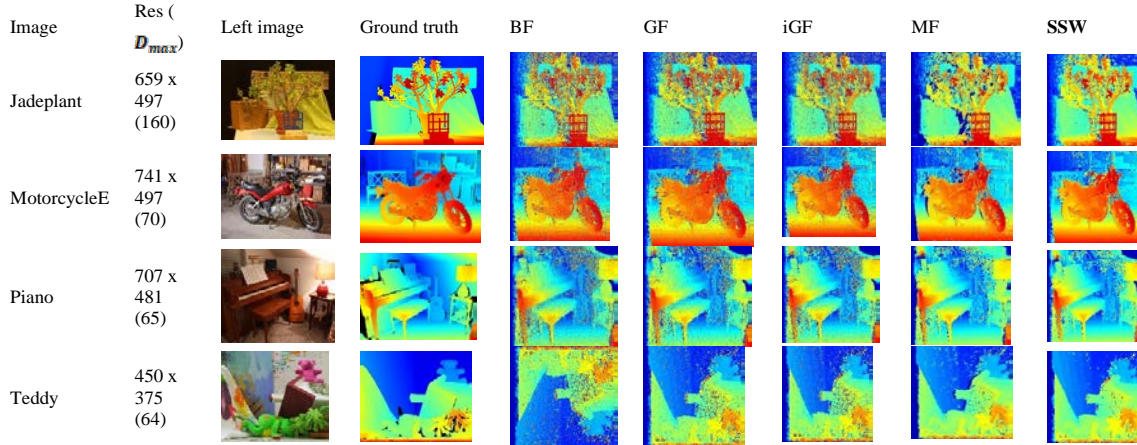 Image Res ( Left image Ground truth BF GF iGF MF SSW
D_max)
659 x
Jadeplant 497
(160)
741 x
MotorcycleE 497
(70)
707 x
Piano 481
(65)
450 x
Teddy 375
(64)